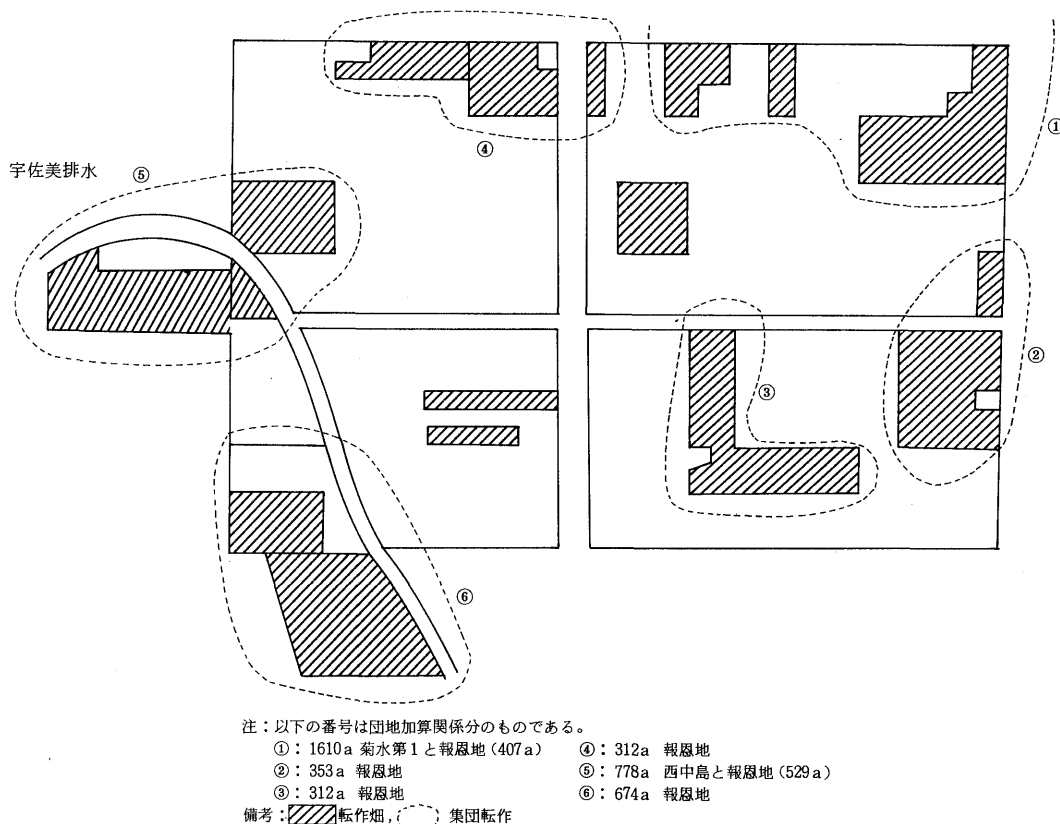 ①
④
宇佐美排水
⑤
②
③
⑥
注：以下の番号は団地加算関係分のものである。
①：1610a 菊水第1と報恩地（407a）
④：312a 報恩地
②：353a 報恩地
⑤：778a 西中島と報恩地（529a）
③：312a 報恩地
⑥：674a 報恩地
備考：転作畑，集団転作